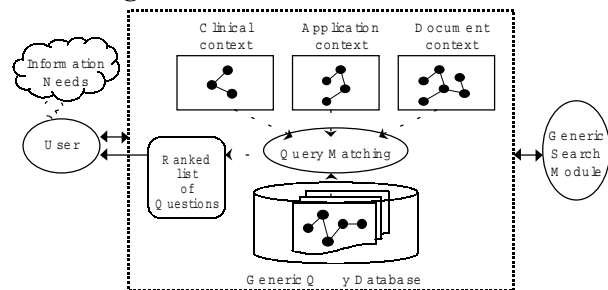 Clinical
context
Application
context
Document
context
Information
Needs
User
Ranked
list
of
Questions
Query Matching
Generic
Search
Module
Generic Q y Database